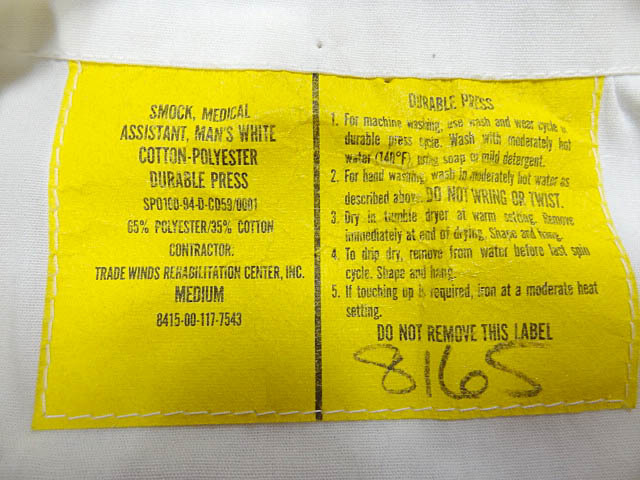 SMOCK, MEDICAL
ASSISTANT, MAN'S WHITE
COTTON-POLYESTER
DURABLE PRESS
SPO100-94-D-CD59/0001
65% POLYESTER/35% COTTON
CONTRACTOR:
TRADE WINDS REHABILITATION CENTER, INC.
MEDIUM
8415-00-117-7543
DURABLE PRESS
1. For machine washing, use wash and wear cycle or
durable press cycle. Wash with moderately hot
water (140°F), using soap or mild detergent.
2. For hand washing, wash in moderately hot water as
described above. DO NOT WRING OR TWIST.
3. Dry in tumble dryer at warm setting. Remove
immediately at end of drying. Shape and hang.
4. To drip dry, remove from water before last spin
cycle. Shape and hang.
5. If touching up is required, iron at a moderate heat
setting.
DO NOT REMOVE THIS LABEL
8165